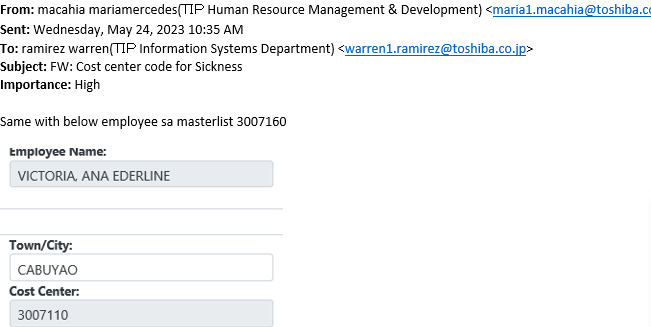 From: macahia mariamercedes(TIP Human Resource Management & Development) <maria1.macahia@toshiba.co
Sent: Wednesday, May 24, 2023 10:35 AM
To: ramirez warren(TIP Information Systems Department) <warren1.ramirez@toshiba.co.jp>
Subject: FW: Cost center code for Sickness
Importance: High
Same with below employee sa masterlist 3007160
Employee Name:
VICTORIA, ANA EDERLINE
Town/City:
CABUYAO
Cost Center:
3007110